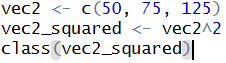 vec2 <- c(50, 75, 125)
vec2_squared <- vec2^2
class(vec2_squared)